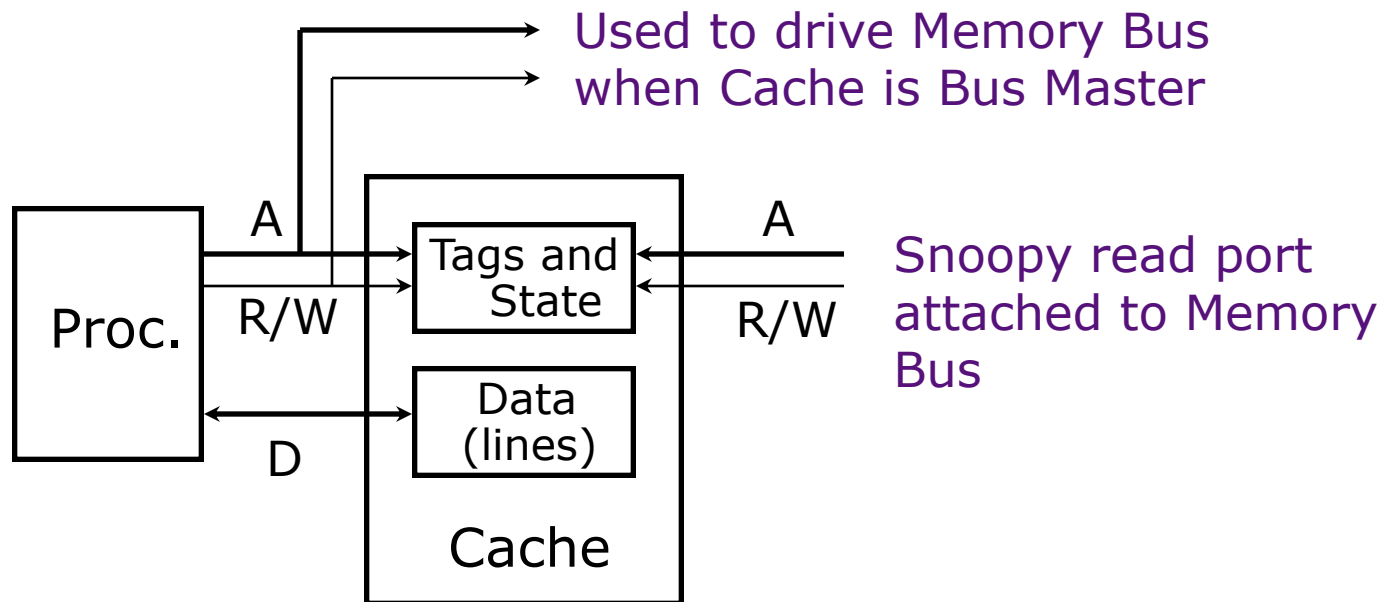 Used to drive Memory Bus
when Cache is Bus Master
A
A
Tags and
State
Snoopy read port
attached to Memory
Bus
R/W
R/W
Proc.
Data
(lines)
D
Cache